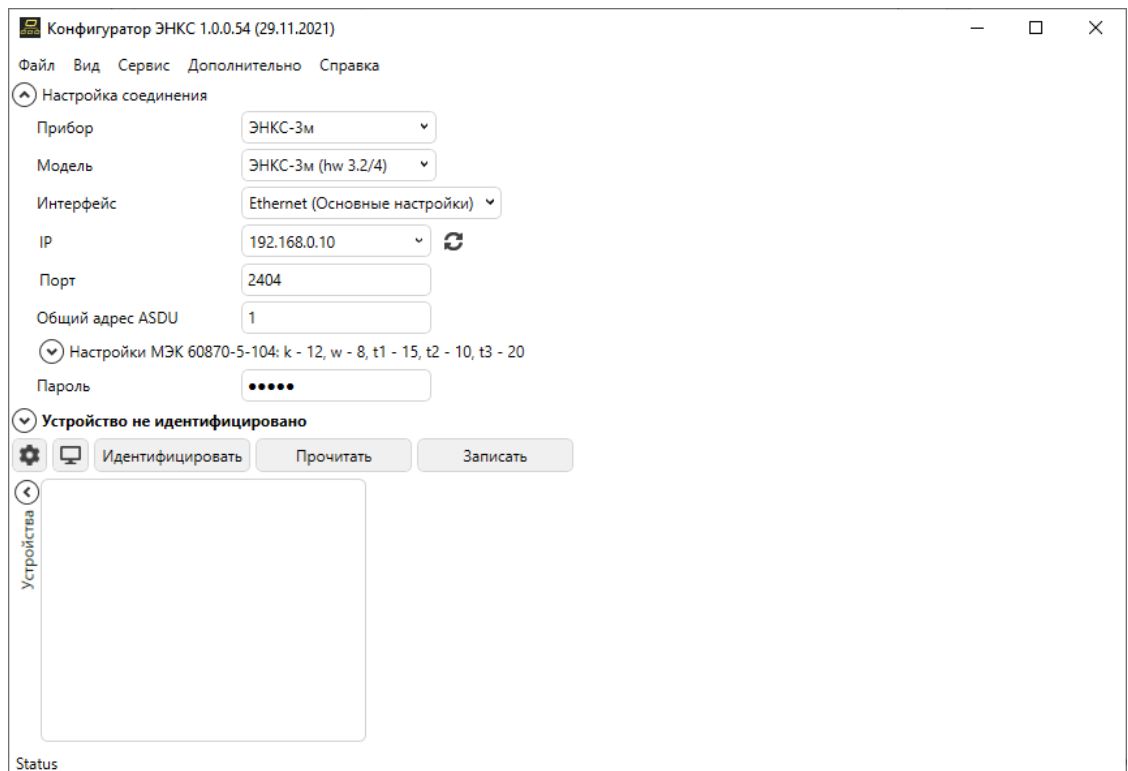 Конфигуратор ЭНКС 1.0.0.54 (29.11.2021)
Файл Вид Сервис Дополнительно Справка
Настройка соединения
Прибор ЭНКС-3м
Модель ЭНКС-3м (hw 3.2/4)
Интерфейс Ethernet (Основные настройки)
IP 192.168.0.10
Порт 2404
Общий адрес ASDU 1
Настройки МЭК 60870-5-104: k - 12, w - 8, t1 - 15, t2 - 10, t3 - 20
Пароль •••••
Устройство не идентифицировано
Идентифицировать Прочитать Записать
Устройства
Status